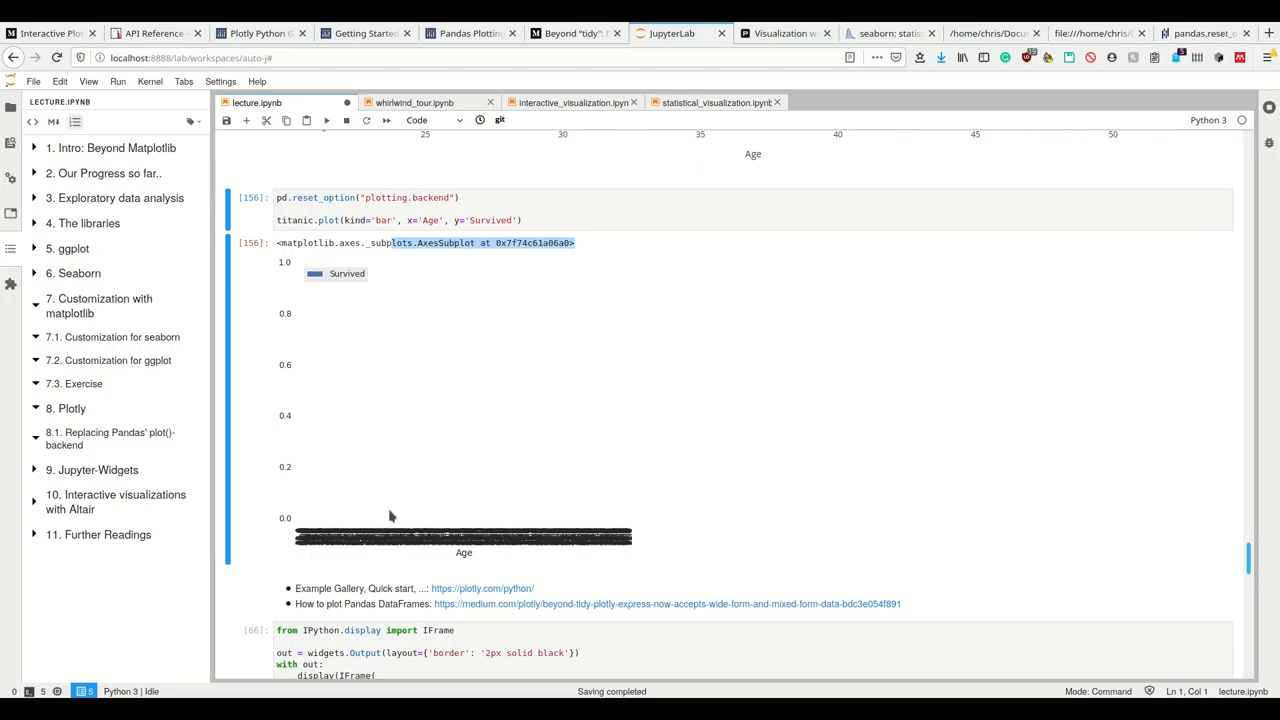 Interactive Plo
API Reference –
Plotly Python G
Getting Started
Pandas Plotting
Beyond "tidy": F
JupyterLab
Visualization w
seaborn: statis
/home/chris/Docu
file:///home/chris/
pandas.reset_o
localhost:8888/lab/workspaces/auto-j#
File Edit View Run Kernel Tabs Settings Help
LECTURE.IPYNB
1. Intro: Beyond Matplotlib
2. Our Progress so far..
3. Exploratory data analysis
4. The libraries
5. ggplot
6. Seaborn
7. Customization with
matplotlib
7.1. Customization for seaborn
7.2. Customization for ggplot
7.3. Exercise
8. Plotly
8.1. Replacing Pandas' plot()-
backend
9. Jupyter-Widgets
10. Interactive visualizations
with Altair
11. Further Readings
lecture.ipynb
whirlwind_tour.ipynb
interactive_visualization.ipyn
statistical_visualization.ipynb
Code
git
Python 3
25 30 35 40 45 50
Age
[156]: pd.reset_option("plotting.backend")
titanic.plot(kind='bar', x='Age', y='Survived')
[156]: <matplotlib.axes._subplots.AxesSubplot at 0x7f74c61a06a0>
1.0
Survived
0.8
0.6
0.4
0.2
0.0
Age
Example Gallery, Quick start, ...: https://plotly.com/python/
How to plot Pandas DataFrames: https://medium.com/plotly/beyond-tidy-plotly-express-now-accepts-wide-form-and-mixed-form-data-bdc3e054f891
[66]: from IPython.display import IFrame
out = widgets.Output(layout={'border': '2px solid black'})
with out:
display(IFrame(
0 5 5 Python 3 | Idle
Saving completed
Mode: Command
Ln 1, Col 1
lecture.ipynb